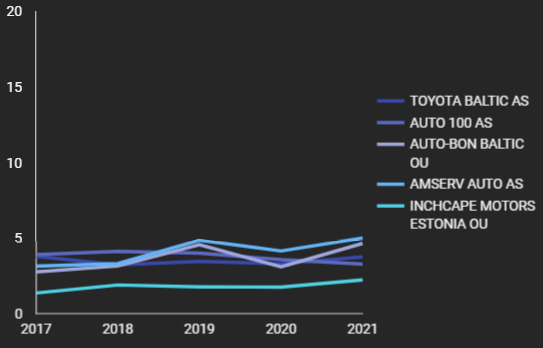 20
15
10
5
0
2017 2018 2019 2020 2021
TOYOTA BALTIC AS
AUTO 100 AS
AUTO-BON BALTIC
OU
AMSERV AUTO AS
INCHCAPE MOTORS
ESTONIA OU